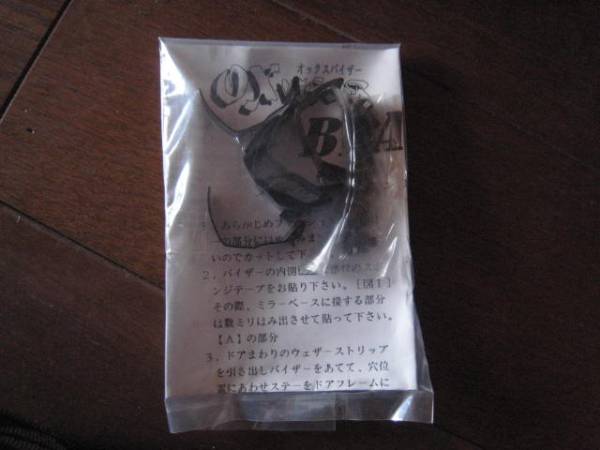 オックスバイザー
OX
B
1．あらかじめ
の部分には
いのでカットして下
2．バイザーの内側
ンジテープをお貼り下さい。［図1］
その際、ミラーベースに接する部分
は数ミリはみ出させて貼って下さい。
【A】の部分
3．ドアまわりのウェザーストリップ
を引き出しバイザーをあてて、穴位
置にあわせステーをドアフレームに